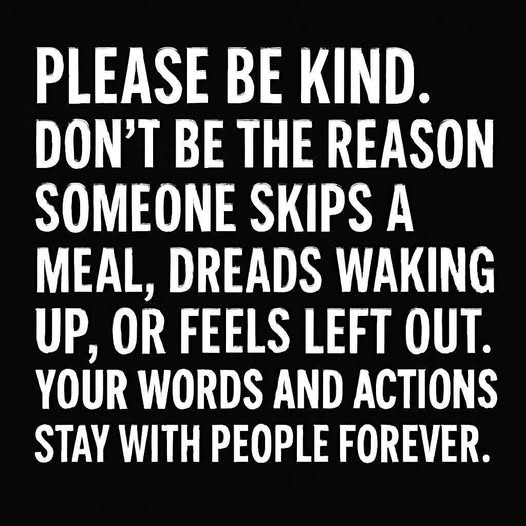 PLEASE BE KIND.
DON’T BE THE REASON
SOMEONE SKIPS A
MEAL, DREADS WAKING
UP, OR FEELS LEFT OUT.
YOUR WORDS AND ACTIONS
STAY WITH PEOPLE FOREVER.